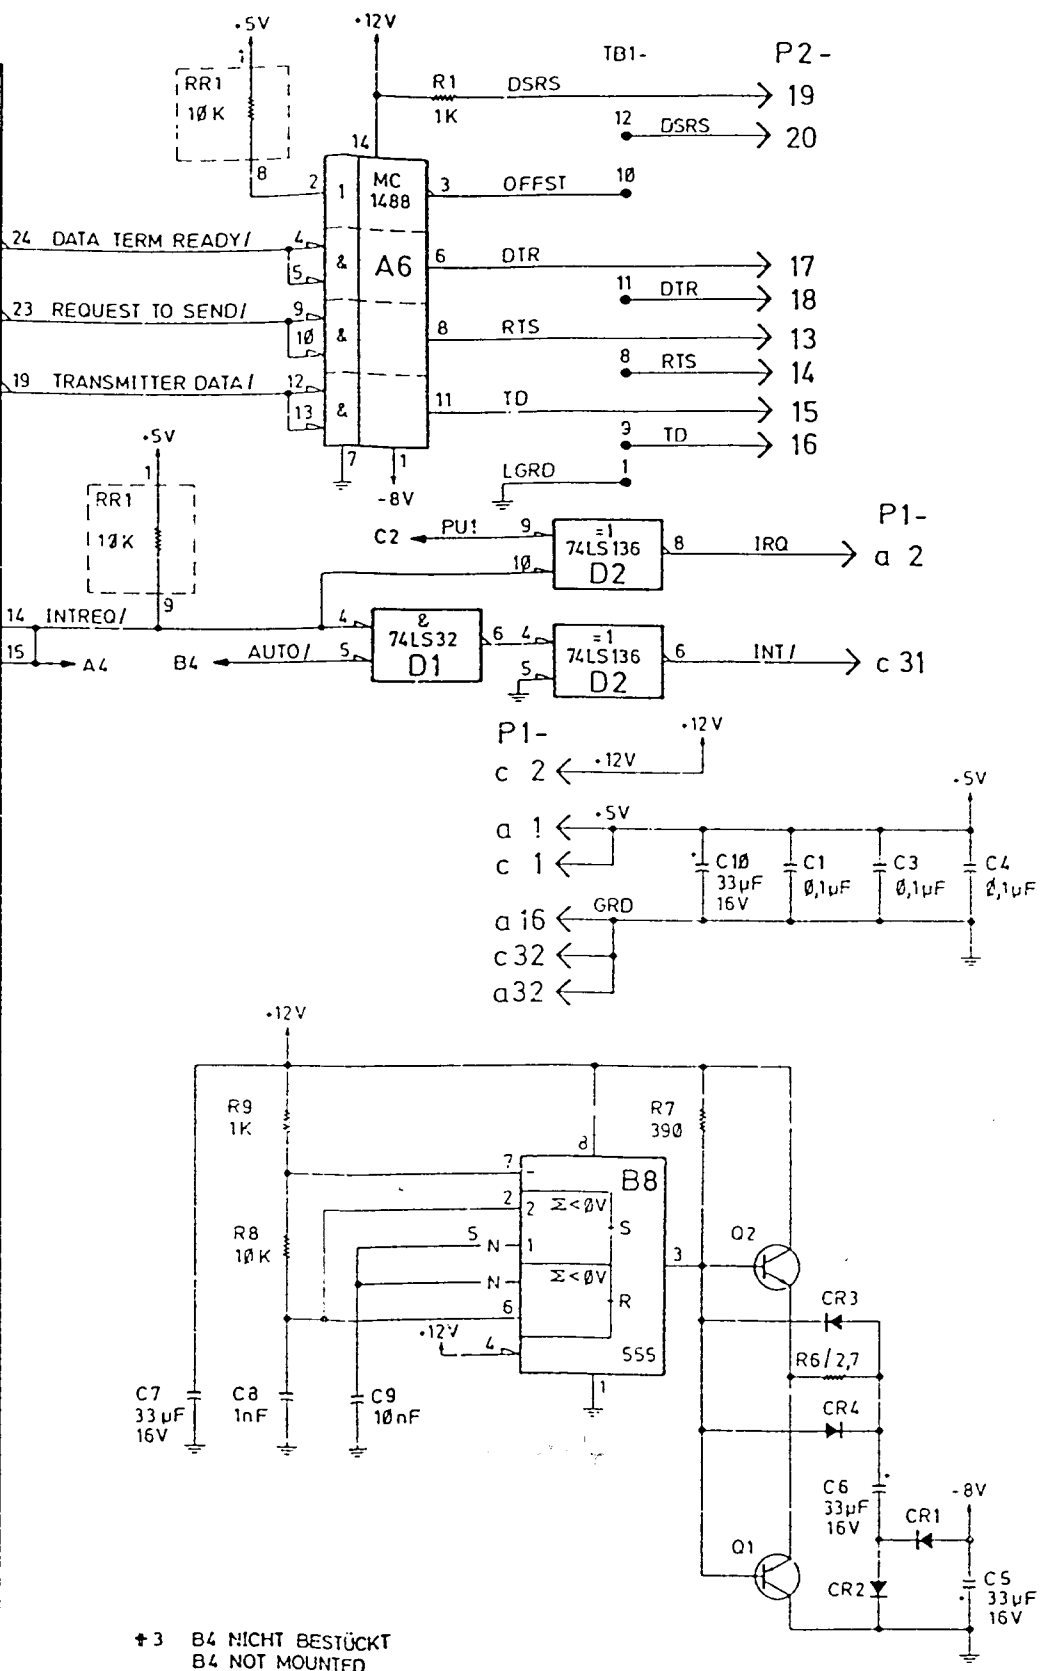 +5V
+12V
TB1-
P2-
1
RR1
10K
R1
1K
DSRS
19
12
DSRS
20
14
8
2
1
MC
1488
3
OFFST
10
24 DATA TERM READY/
4
5
&
A6
6
DTR
17
11
DTR
18
23 REQUEST TO SEND/
9
10
&
8
RTS
13
8
RTS
14
19 TRANSMITTER DATA/
12
13
&
11
TD
15
TD
16
7
1
-8V
LGRD
1
+5V
1
RR1
10K
9
P1-
C2
PU1
9
10
=1
74LS136
D2
8
IRQ
a 2
14 INTREQ/
15
A4
B4
AUTO/
4
5
&
74LS32
D1
6
4
5
=1
74LS136
D2
6
INT/
c 31
P1-
+12V
c 2
+12V
+5V
a 1
+5V
c 1
C10
33µF
16V
C1
0,1µF
C3
0,1µF
C4
0,1µF
a 16
GRD
c 32
a 32
+12V
R9
1K
R7
390
8
7
-
B8
2
2
Σ<0V
S
R8
10K
5
N
1
N
Σ<0V
R
3
6
+12V
4
555
1
Q2
CR3
R6/2,7
CR4
C7
33µF
16V
C8
1nF
C9
10nF
C6
33µF
16V
CR1
-8V
Q1
CR2
C5
33µF
16V
+3 B4 NICHT BESTÜCKT
B4 NOT MOUNTED